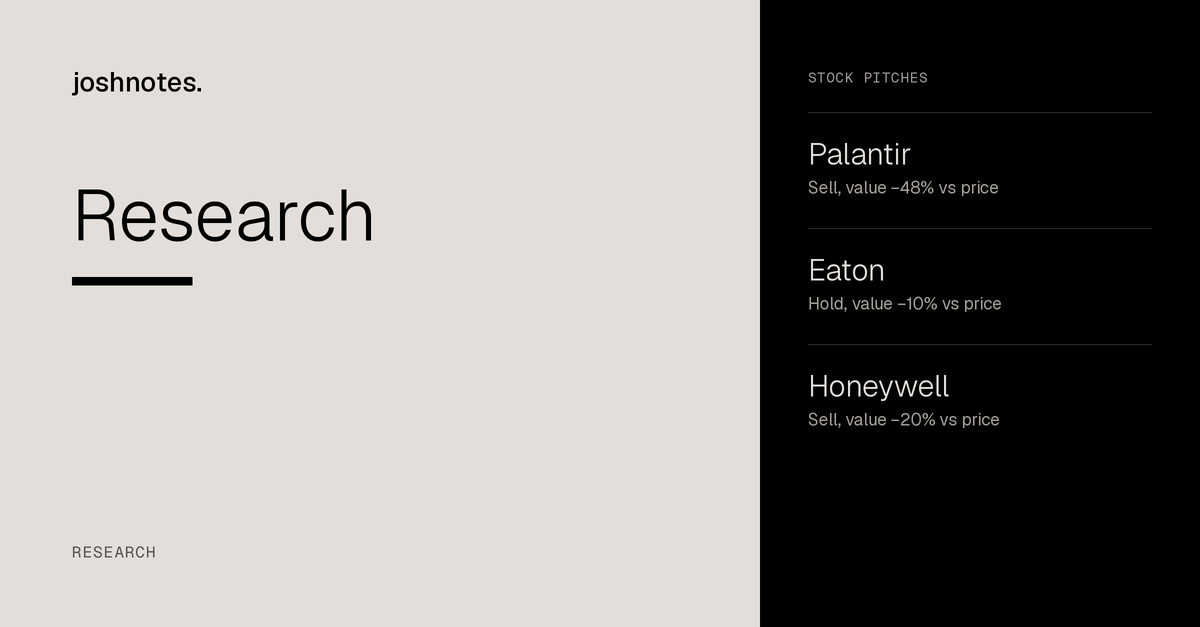 joshnotes.
Research
RESEARCH
STOCK PITCHES
Palantir
Sell, value −48% vs price
Eaton
Hold, value −10% vs price
Honeywell
Sell, value −20% vs price